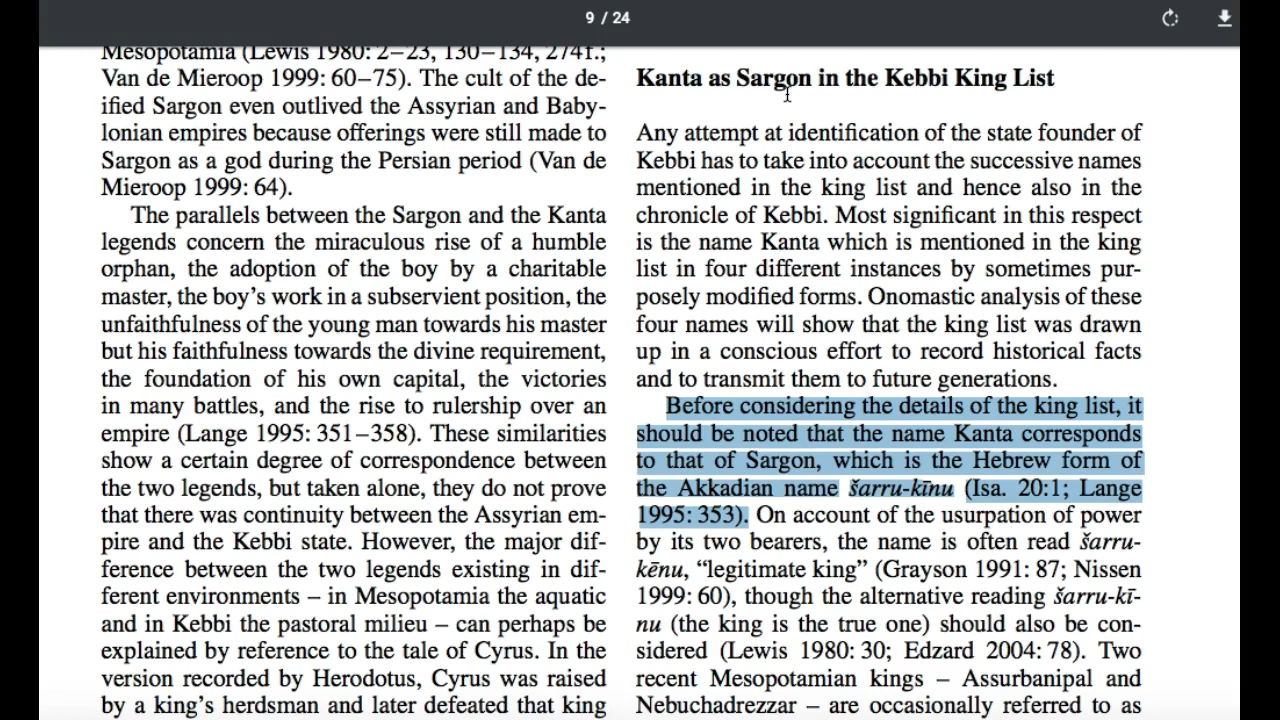 9 / 24
Mesopotamia (Lewis 1980: 2–23, 130–134, 274f.;
Van de Mieroop 1999: 60–75). The cult of the de-
ified Sargon even outlived the Assyrian and Baby-
lonian empires because offerings were still made to
Sargon as a god during the Persian period (Van de
Mieroop 1999: 64).
The parallels between the Sargon and the Kanta
legends concern the miraculous rise of a humble
orphan, the adoption of the boy by a charitable
master, the boy’s work in a subservient position, the
unfaithfulness of the young man towards his master
but his faithfulness towards the divine requirement,
the foundation of his own capital, the victories
in many battles, and the rise to rulership over an
empire (Lange 1995: 351–358). These similarities
show a certain degree of correspondence between
the two legends, but taken alone, they do not prove
that there was continuity between the Assyrian em-
pire and the Kebbi state. However, the major dif-
ference between the two legends existing in dif-
ferent environments – in Mesopotamia the aquatic
and in Kebbi the pastoral milieu – can perhaps be
explained by reference to the tale of Cyrus. In the
version recorded by Herodotus, Cyrus was raised
by a king’s herdsman and later defeated that king
Kanta as Sargon in the Kebbi King List
Any attempt at identification of the state founder of
Kebbi has to take into account the successive names
mentioned in the king list and hence also in the
chronicle of Kebbi. Most significant in this respect
is the name Kanta which is mentioned in the king
list in four different instances by sometimes pur-
posely modified forms. Onomastic analysis of these
four names will show that the king list was drawn
up in a conscious effort to record historical facts
and to transmit them to future generations.
Before considering the details of the king list, it
should be noted that the name Kanta corresponds
to that of Sargon, which is the Hebrew form of
the Akkadian name šarru-kīnu (Isa. 20:1; Lange
1995: 353). On account of the usurpation of power
by its two bearers, the name is often read šarru-
kēnu, “legitimate king” (Grayson 1991: 87; Nissen
1999: 60), though the alternative reading šarru-kī-
nu (the king is the true one) should also be con-
sidered (Lewis 1980: 30; Edzard 2004: 78). Two
recent Mesopotamian kings – Assurbanipal and
Nebuchadrezzar – are occasionally referred to as